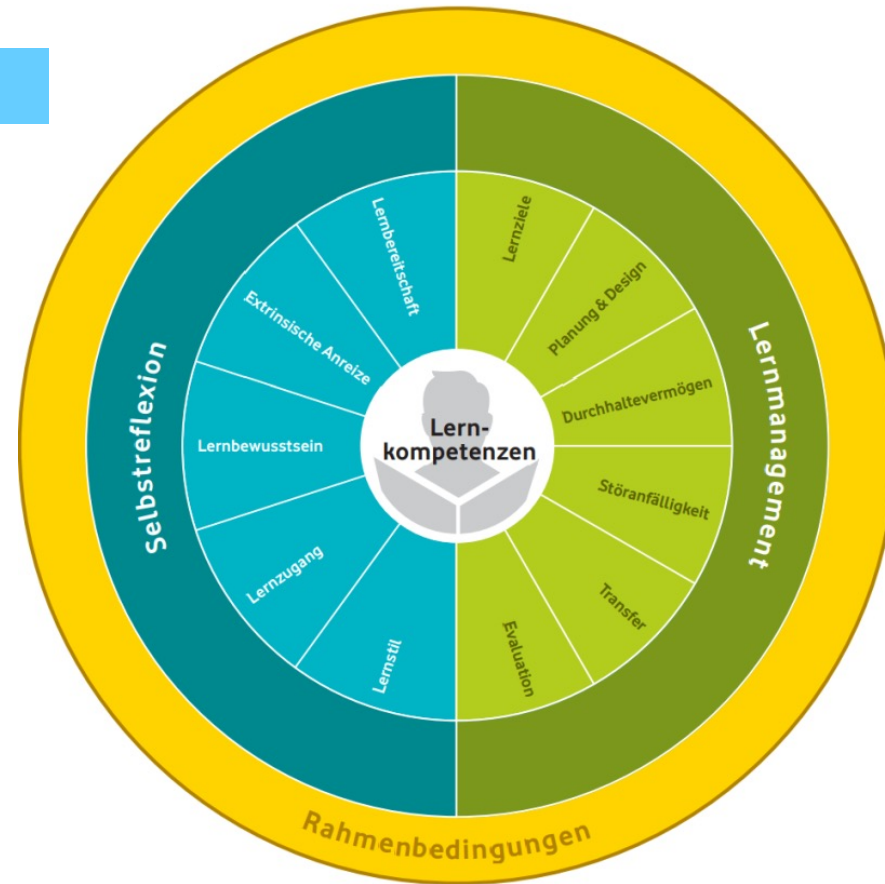 Lern-
kompetenzen
Selbstreflexion
Lernbereitschaft
Extrinsische Anreize
Lernbewusstsein
Lernzugang
Lernstil
Lernmanagement
Lernziele
Planung & Design
Durchhaltevermögen
Störanfälligkeit
Transfer
Evaluation
Rahmenbedingungen